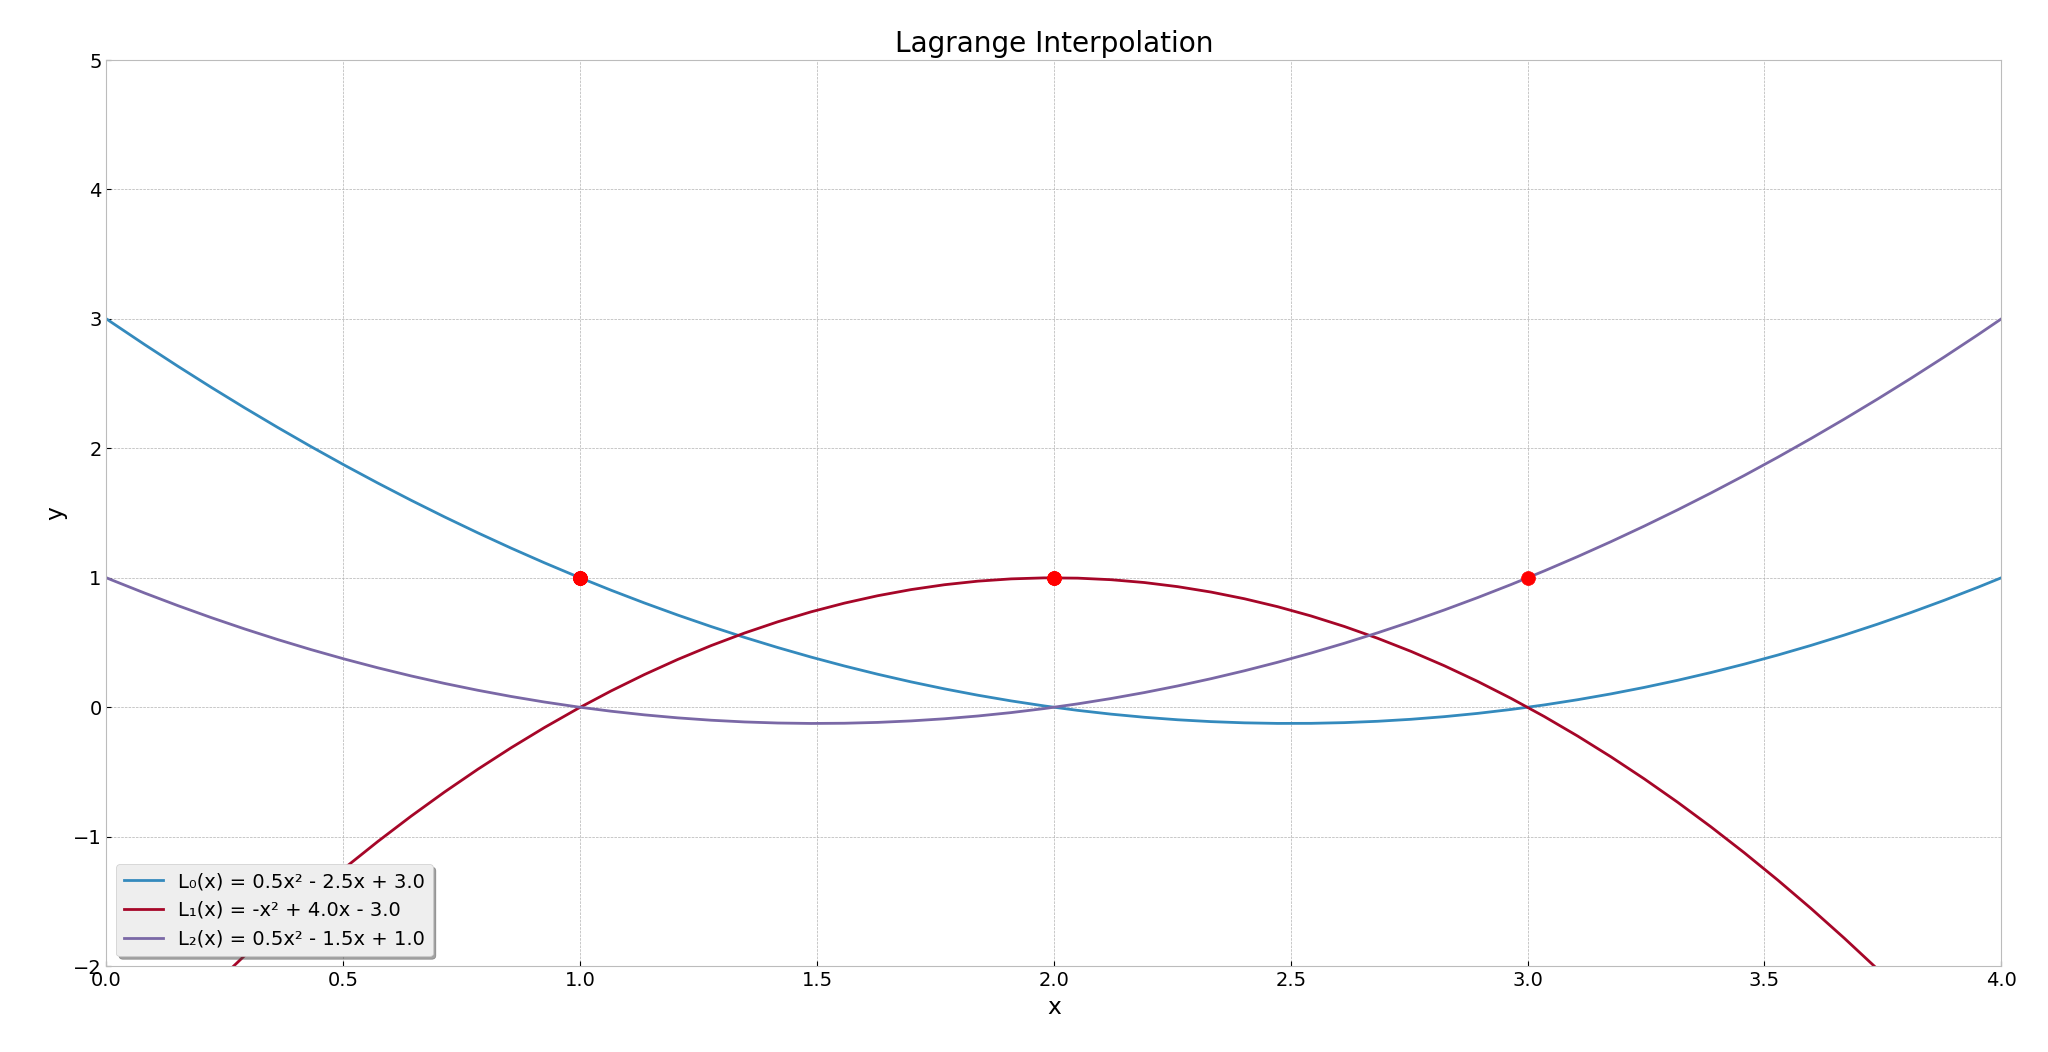 Lagrange Interpolation
5
4
3
2
1
0
−1
−2
y
0.0 0.5 1.0 1.5 2.0 2.5 3.0 3.5 4.0
x
L₀(x) = 0.5x² - 2.5x + 3.0
L₁(x) = -x² + 4.0x - 3.0
L₂(x) = 0.5x² - 1.5x + 1.0